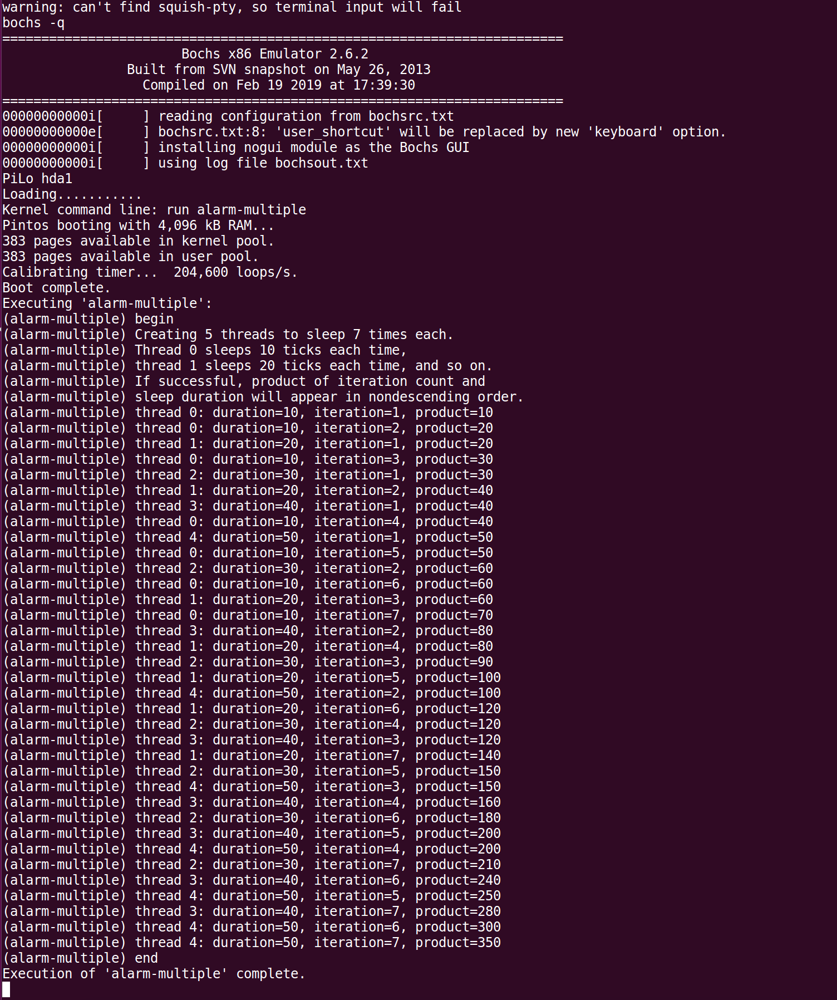 warning: can't find squish-pty, so terminal input will fail
bochs -q
========================================================================
Bochs x86 Emulator 2.6.2
Built from SVN snapshot on May 26, 2013
Compiled on Feb 19 2019 at 17:39:30
========================================================================
00000000000i[     ] reading configuration from bochsrc.txt
00000000000e[     ] bochsrc.txt:8: 'user_shortcut' will be replaced by new 'keyboard' option.
00000000000i[     ] installing nogui module as the Bochs GUI
00000000000i[     ] using log file bochsout.txt
PiLo hda1
Loading...........
Kernel command line: run alarm-multiple
Pintos booting with 4,096 kB RAM...
383 pages available in kernel pool.
383 pages available in user pool.
Calibrating timer...  204,600 loops/s.
Boot complete.
Executing 'alarm-multiple':
(alarm-multiple) begin
(alarm-multiple) Creating 5 threads to sleep 7 times each.
(alarm-multiple) Thread 0 sleeps 10 ticks each time,
(alarm-multiple) thread 1 sleeps 20 ticks each time, and so on.
(alarm-multiple) If successful, product of iteration count and
(alarm-multiple) sleep duration will appear in nondescending order.
(alarm-multiple) thread 0: duration=10, iteration=1, product=10
(alarm-multiple) thread 0: duration=10, iteration=2, product=20
(alarm-multiple) thread 1: duration=20, iteration=1, product=20
(alarm-multiple) thread 0: duration=10, iteration=3, product=30
(alarm-multiple) thread 2: duration=30, iteration=1, product=30
(alarm-multiple) thread 1: duration=20, iteration=2, product=40
(alarm-multiple) thread 3: duration=40, iteration=1, product=40
(alarm-multiple) thread 0: duration=10, iteration=4, product=40
(alarm-multiple) thread 4: duration=50, iteration=1, product=50
(alarm-multiple) thread 0: duration=10, iteration=5, product=50
(alarm-multiple) thread 2: duration=30, iteration=2, product=60
(alarm-multiple) thread 0: duration=10, iteration=6, product=60
(alarm-multiple) thread 1: duration=20, iteration=3, product=60
(alarm-multiple) thread 0: duration=10, iteration=7, product=70
(alarm-multiple) thread 3: duration=40, iteration=2, product=80
(alarm-multiple) thread 1: duration=20, iteration=4, product=80
(alarm-multiple) thread 2: duration=30, iteration=3, product=90
(alarm-multiple) thread 1: duration=20, iteration=5, product=100
(alarm-multiple) thread 4: duration=50, iteration=2, product=100
(alarm-multiple) thread 1: duration=20, iteration=6, product=120
(alarm-multiple) thread 2: duration=30, iteration=4, product=120
(alarm-multiple) thread 3: duration=40, iteration=3, product=120
(alarm-multiple) thread 1: duration=20, iteration=7, product=140
(alarm-multiple) thread 2: duration=30, iteration=5, product=150
(alarm-multiple) thread 4: duration=50, iteration=3, product=150
(alarm-multiple) thread 3: duration=40, iteration=4, product=160
(alarm-multiple) thread 2: duration=30, iteration=6, product=180
(alarm-multiple) thread 3: duration=40, iteration=5, product=200
(alarm-multiple) thread 4: duration=50, iteration=4, product=200
(alarm-multiple) thread 2: duration=30, iteration=7, product=210
(alarm-multiple) thread 3: duration=40, iteration=6, product=240
(alarm-multiple) thread 4: duration=50, iteration=5, product=250
(alarm-multiple) thread 3: duration=40, iteration=7, product=280
(alarm-multiple) thread 4: duration=50, iteration=6, product=300
(alarm-multiple) thread 4: duration=50, iteration=7, product=350
(alarm-multiple) end
Execution of 'alarm-multiple' complete.